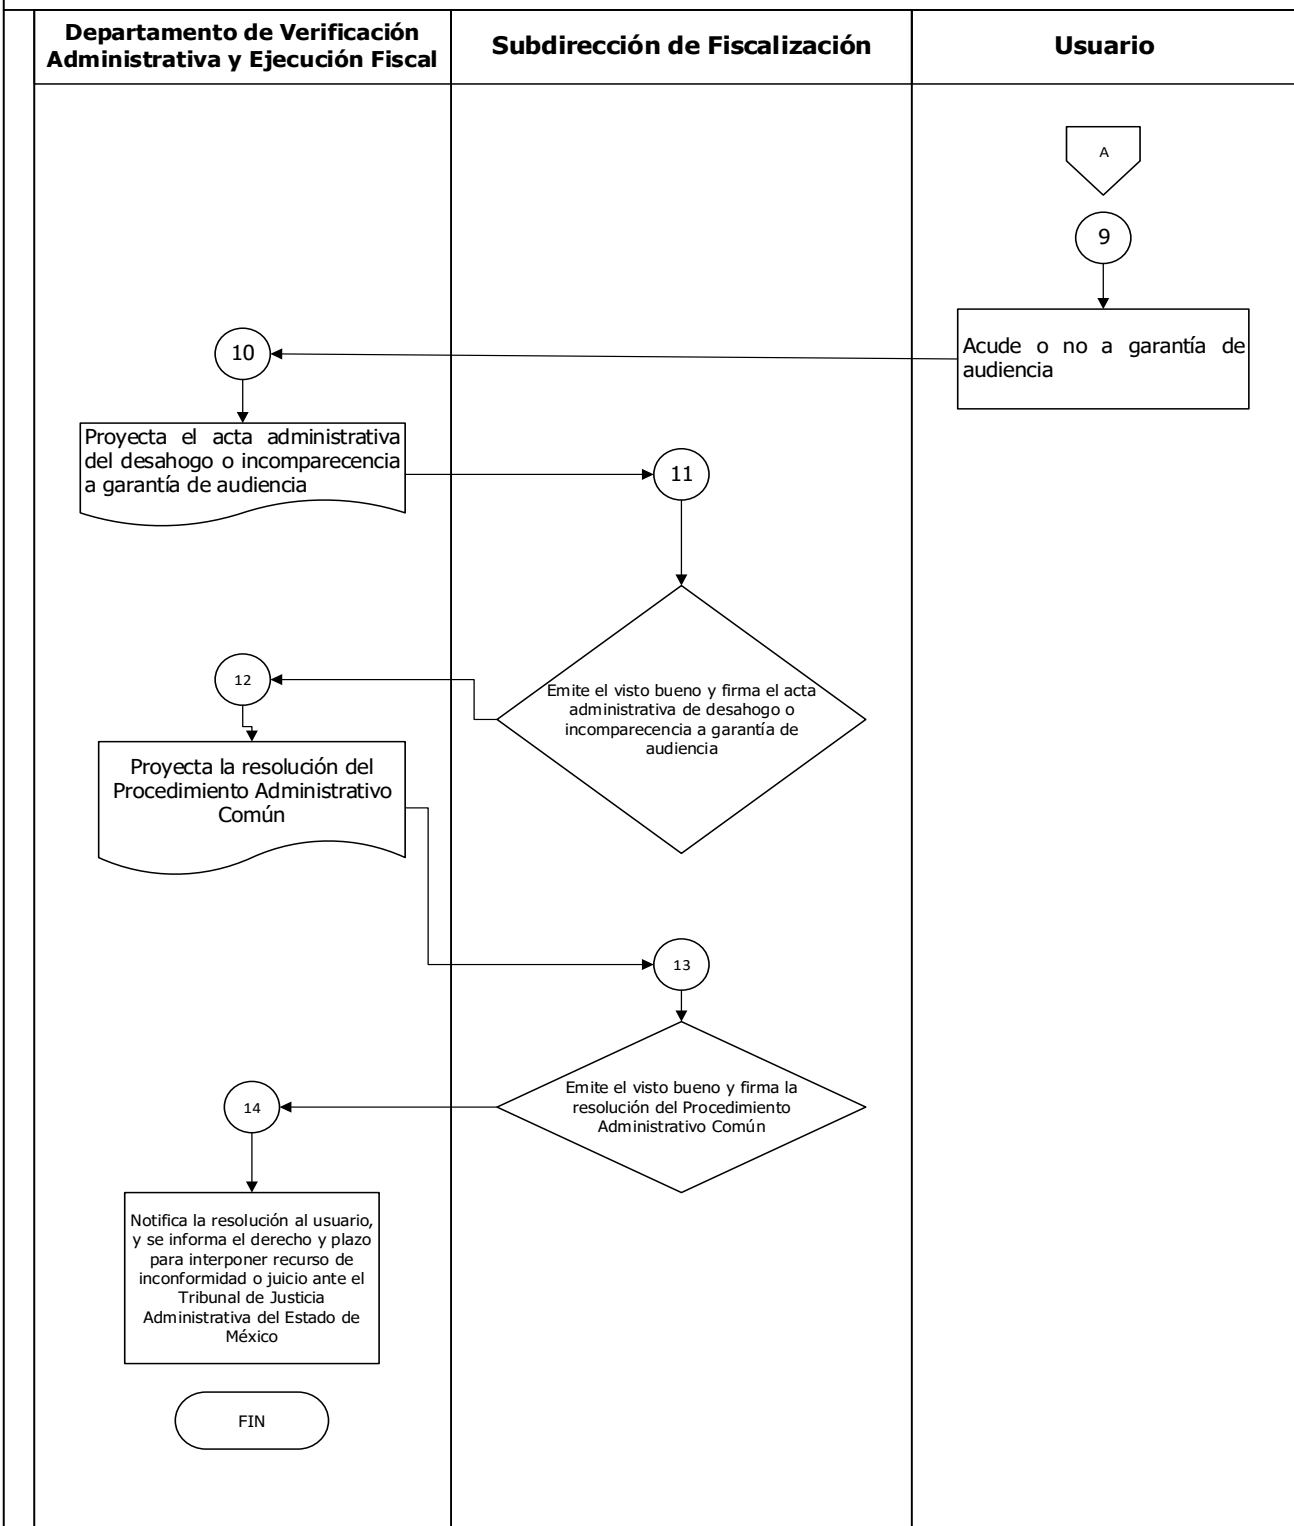 Departamento de Verificación
Administrativa y Ejecución Fiscal
Subdirección de Fiscalización
Usuario
A
9
Acude o no a garantía de
audiencia
10
Proyecta el acta administrativa
del desahogo o incomparecencia
a garantía de audiencia
11
Emite el visto bueno y firma el acta
administrativa de desahogo o
incomparecencia a garantía de
audiencia
12
Proyecta la resolución del
Procedimiento Administrativo
Común
13
Emite el visto bueno y firma la
resolución del Procedimiento
Administrativo Común
14
Notifica la resolución al usuario,
y se informa el derecho y plazo
para interponer recurso de
inconformidad o juicio ante el
Tribunal de Justicia
Administrativa del Estado de
México
FIN